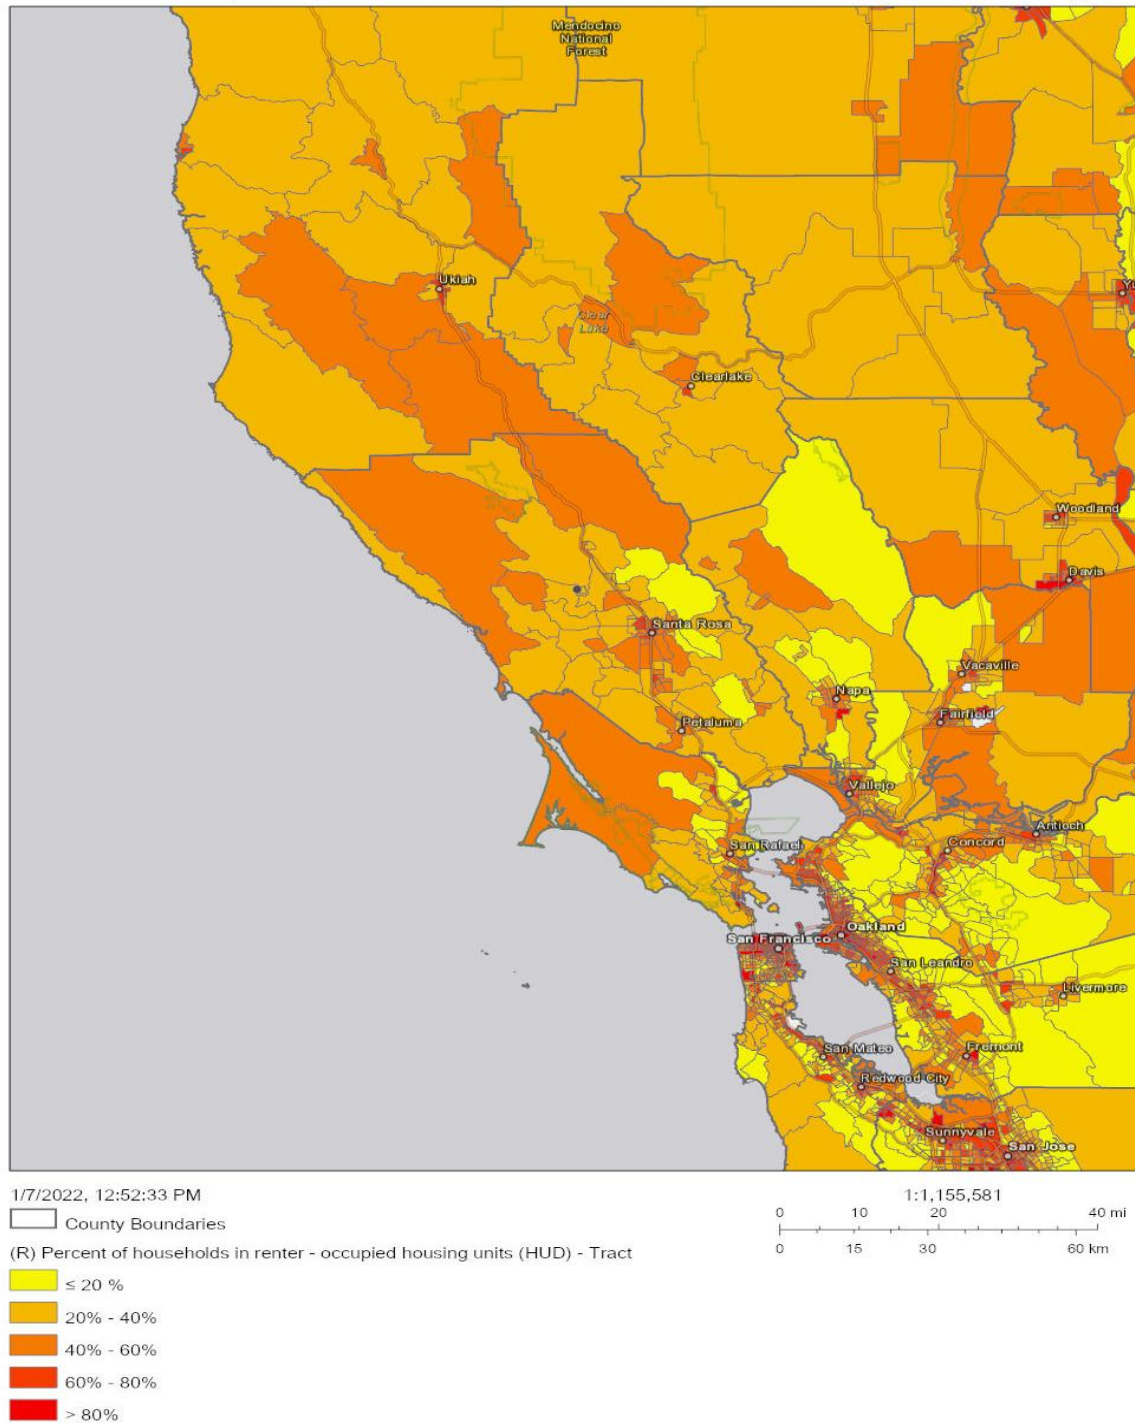 Mendocino
National
Forest
Ukiah
Yu
Clear
Lake
Clearlake
Woodland
Davis
Santa Rosa
Vacaville
Napa
Fairfield
Petaluma
Vallejo
Antioch
San Rafael
Concord
Oakland
San Francisco
San Leandro
Livermore
San Mateo
Fremont
Redwood City
Sunnyvale
San Jose
1/7/2022, 12:52:33 PM
1:1,155,581
County Boundaries
0 10 20 40 mi
0 15 30 60 km
(R) Percent of households in renter - occupied housing units (HUD) - Tract
≤ 20 %
20% - 40%
40% - 60%
60% - 80%
> 80%